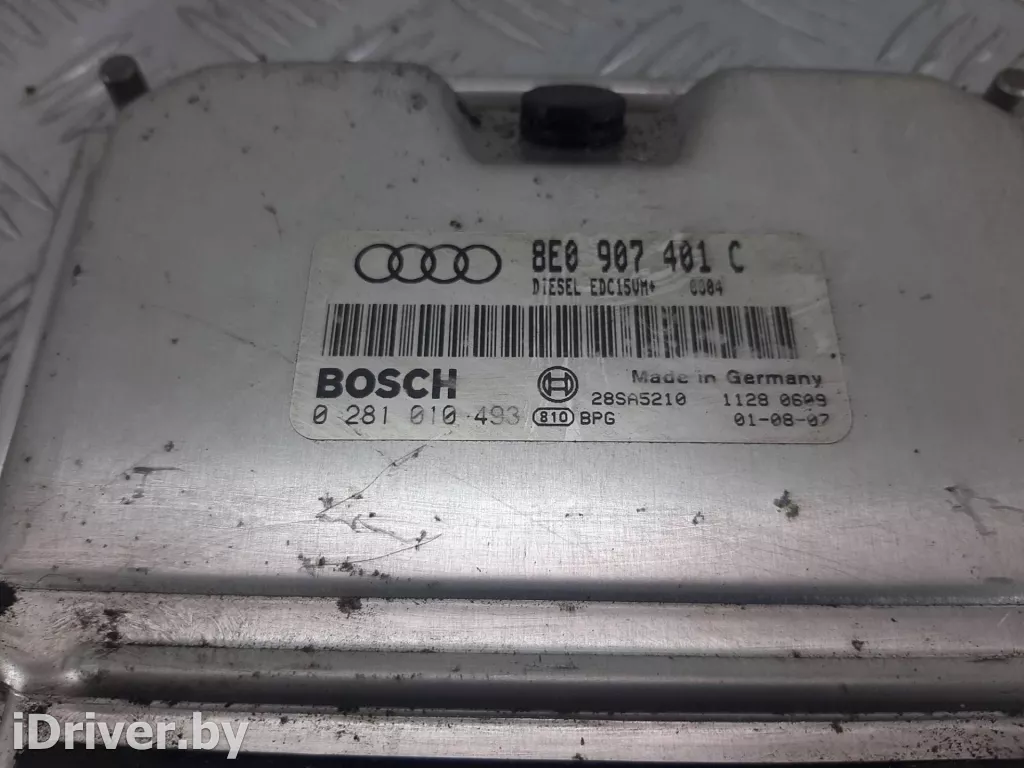 8E0 907 401 C
DiESEL EDC15VM+ 0004
BOSCH
Made in Germany
0 281 010 493
810
BPG
28SA5210 1128 0609
01-08-07
iDriver.by